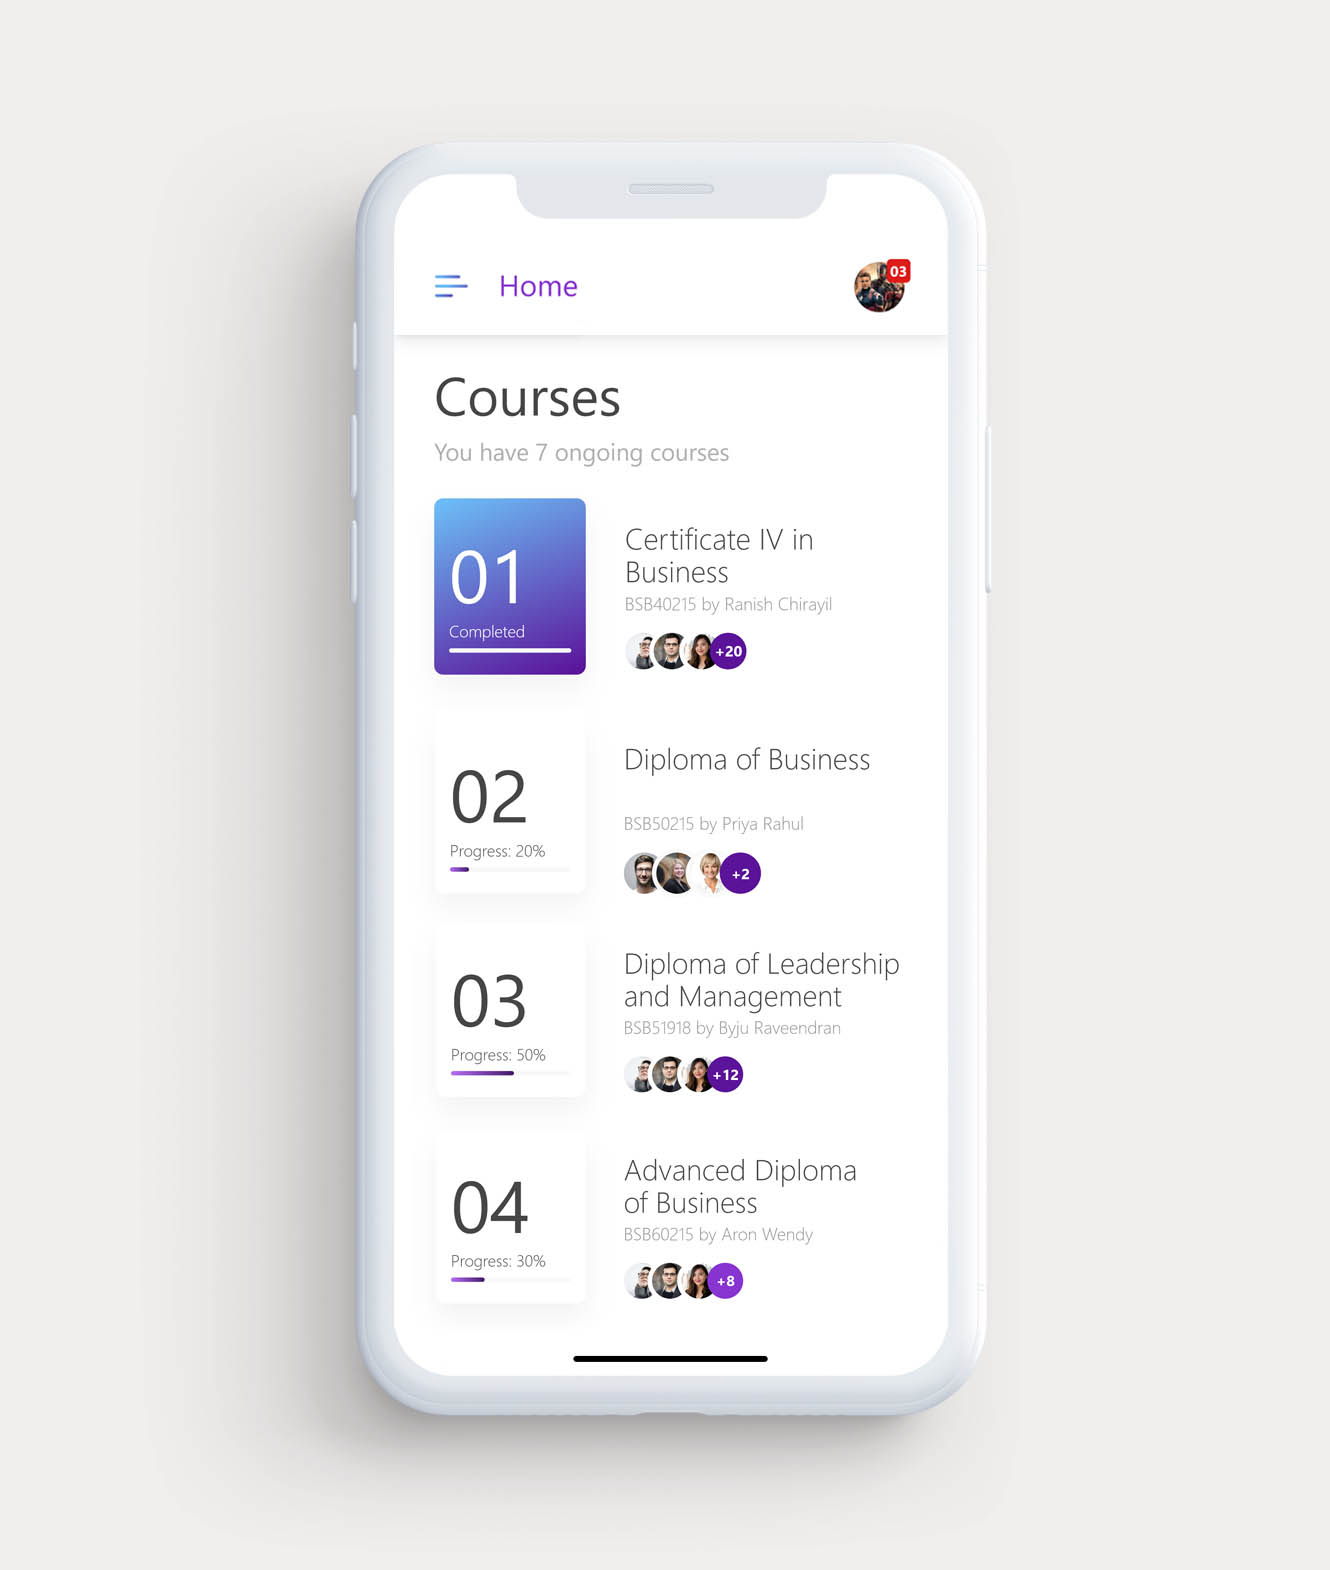 Home
03
Courses
You have 7 ongoing courses
01
Completed
Certificate IV in
Business
BSB40215 by Ranish Chirayil
+20
02
Progress: 20%
Diploma of Business
BSB50215 by Priya Rahul
+2
03
Progress: 50%
Diploma of Leadership
and Management
BSB51918 by Byju Raveendran
+12
04
Progress: 30%
Advanced Diploma
of Business
BSB60215 by Aron Wendy
+8